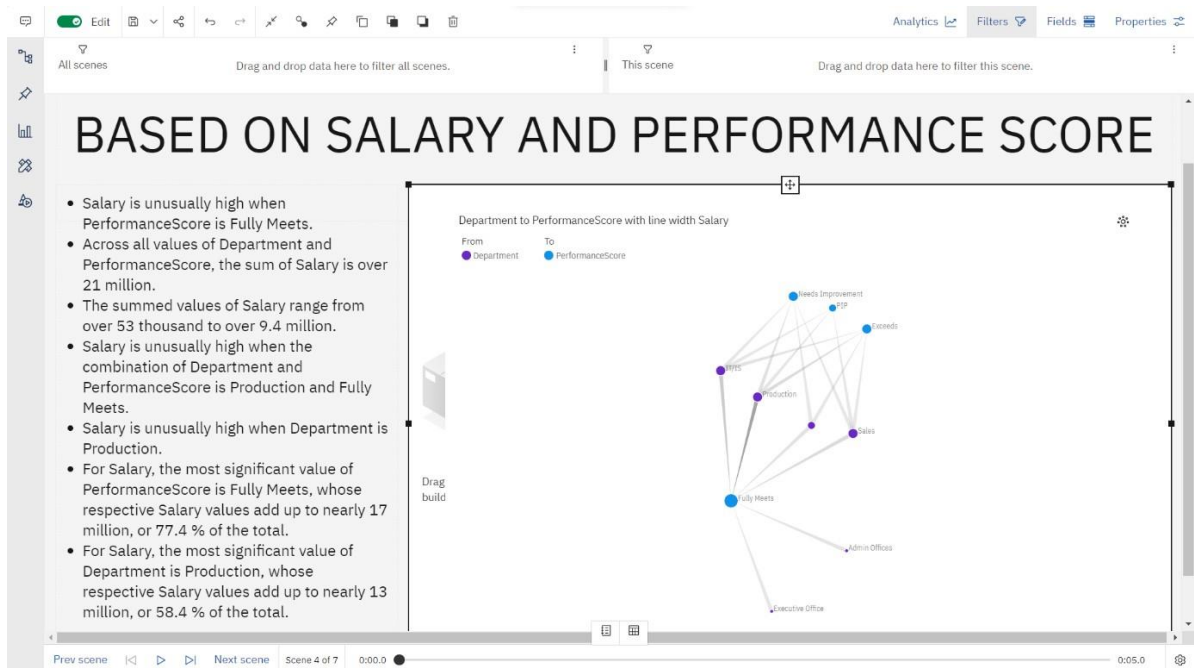 Edit
Analytics
Filters
Fields
Properties
All scenes
Drag and drop data here to filter all scenes.
This scene
Drag and drop data here to filter this scene.
BASED ON SALARY AND PERFORMANCE SCORE
• Salary is unusually high when
PerformanceScore is Fully Meets.
• Across all values of Department and
PerformanceScore, the sum of Salary is over
21 million.
• The summed values of Salary range from
over 53 thousand to over 9.4 million.
• Salary is unusually high when the
combination of Department and
PerformanceScore is Production and Fully
Meets.
• Salary is unusually high when Department is
Production.
• For Salary, the most significant value of
PerformanceScore is Fully Meets, whose
respective Salary values add up to nearly 17
million, or 77.4 % of the total.
• For Salary, the most significant value of
Department is Production, whose
respective Salary values add up to nearly 13
million, or 58.4 % of the total.
Drag
build
Department to PerformanceScore with line width Salary
From
To
Department
PerformanceScore
Needs Improvement
PIP
Exceeds
Production
Sales
Fully Meets
Admin Offices
Executive Office
Prev scene
Next scene
Scene 4 of 7
0:00.0
0:05.0